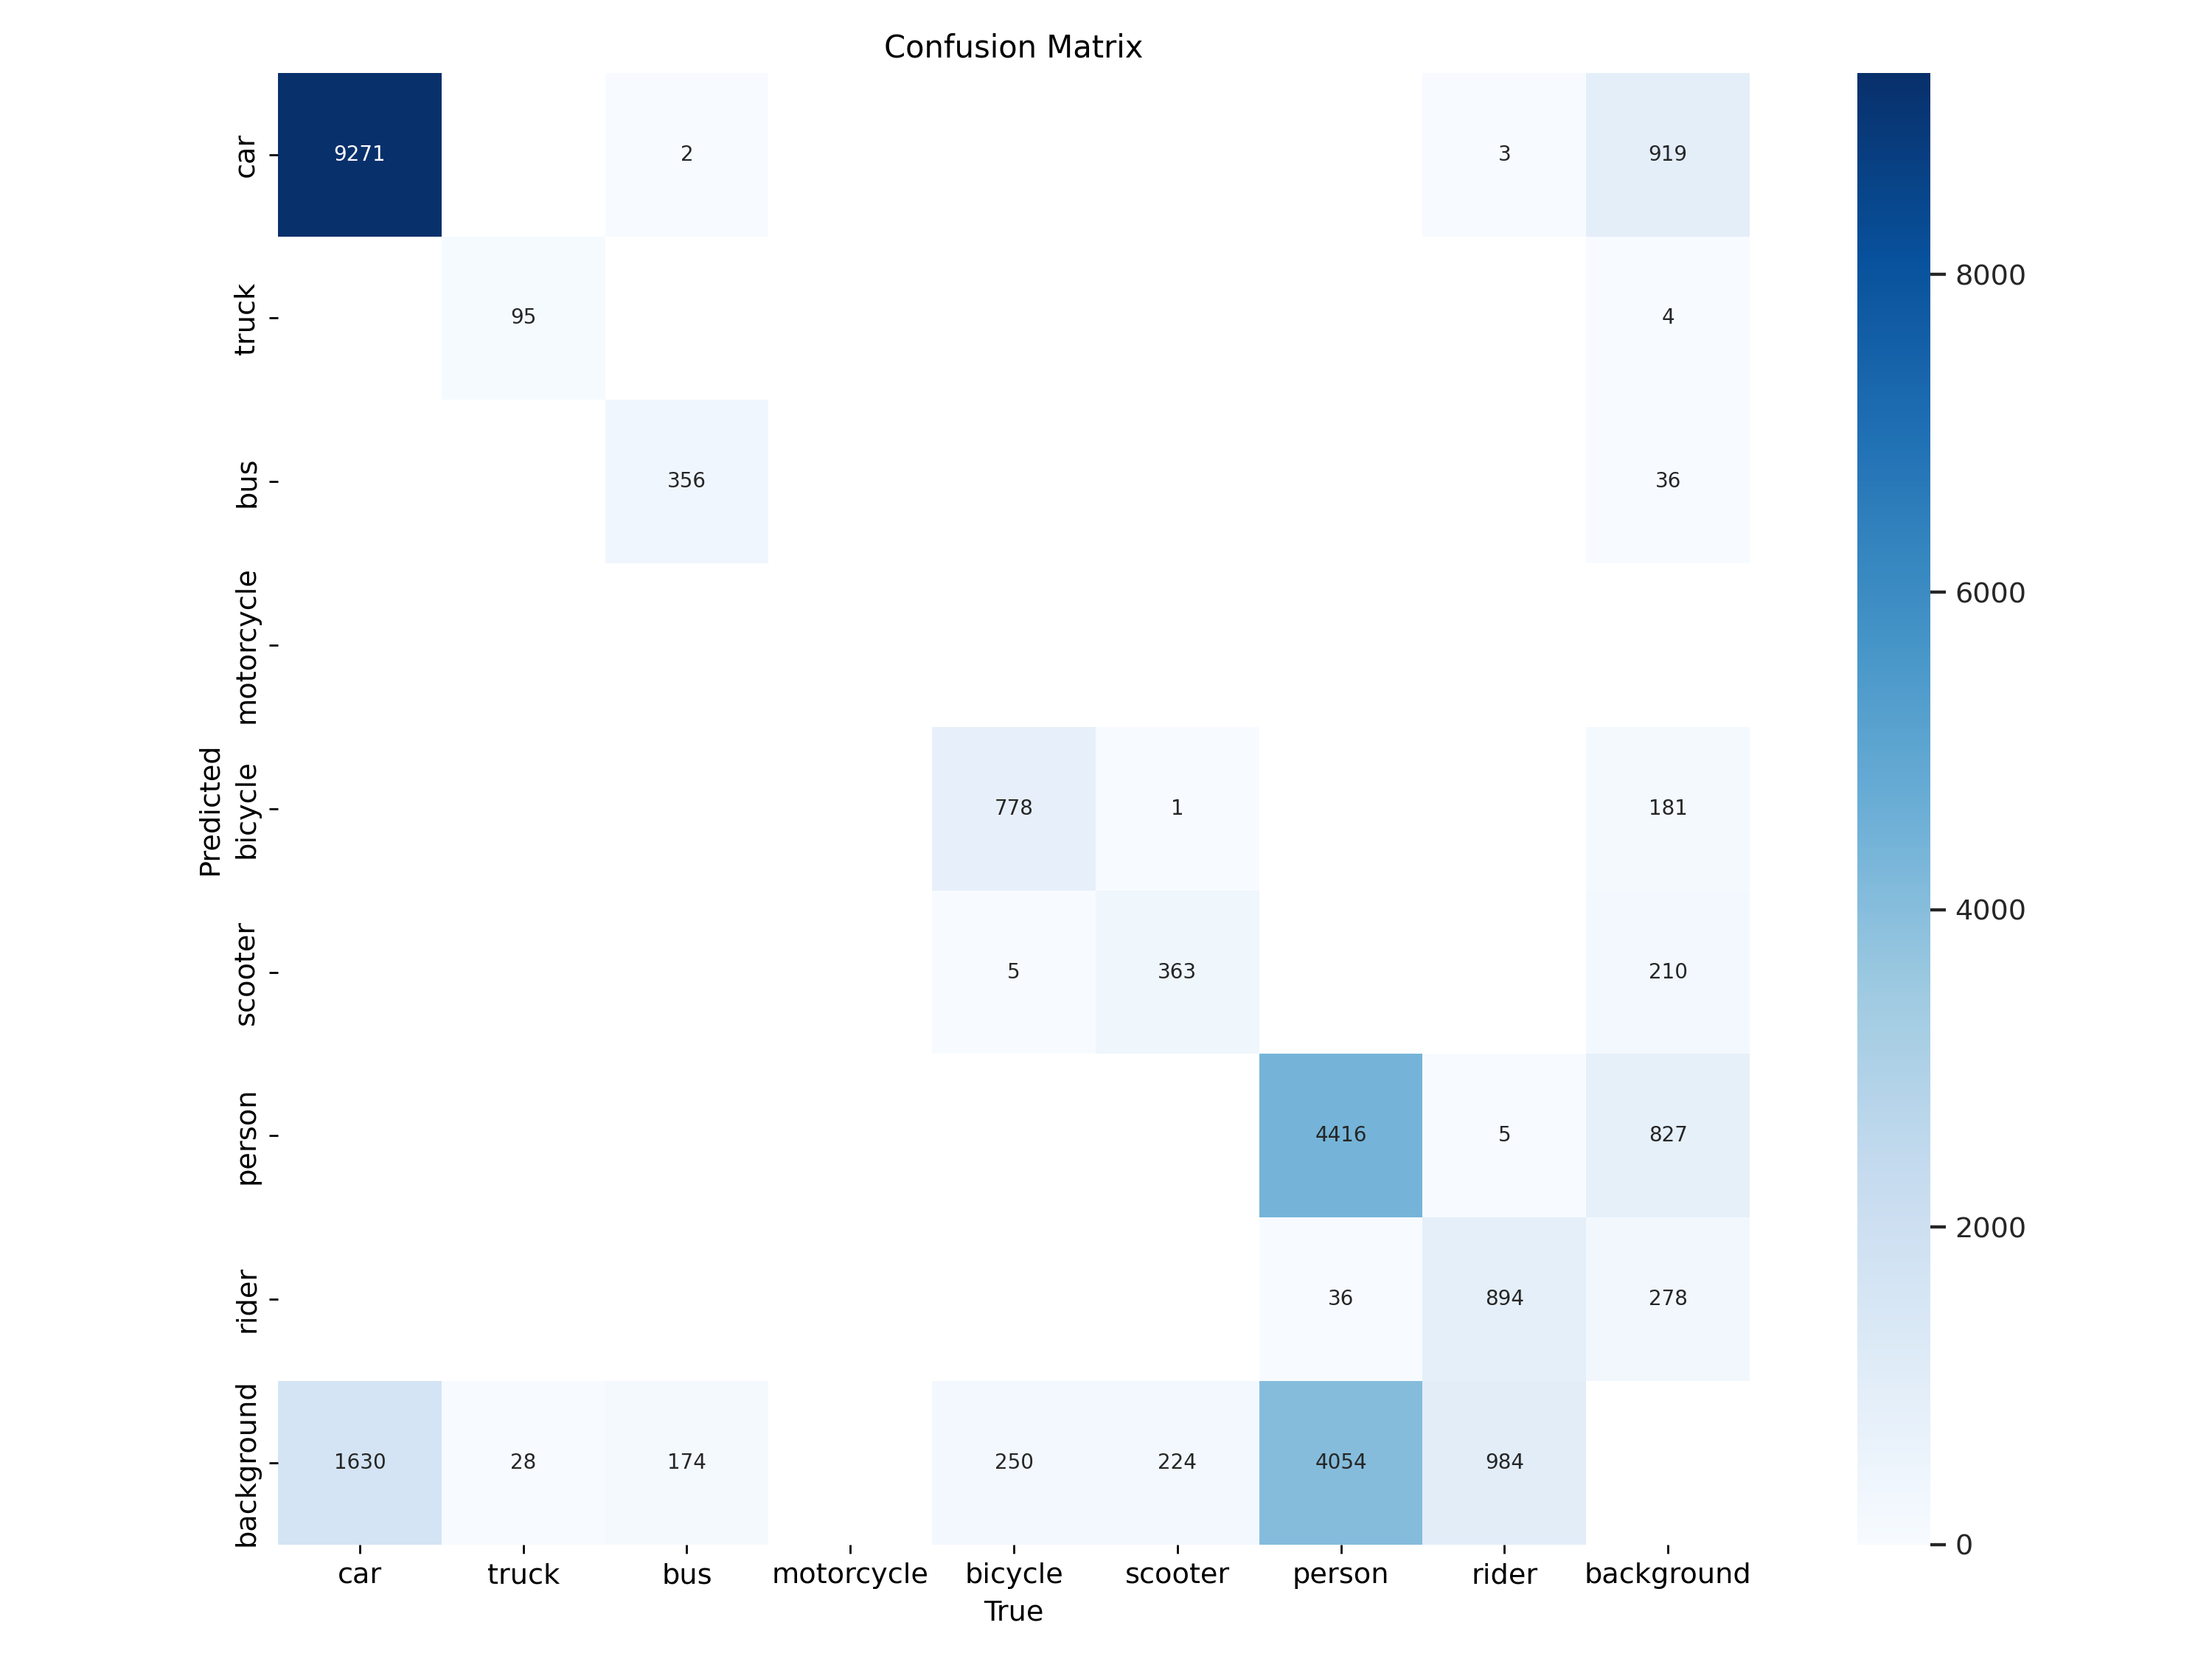 Confusion Matrix
car 9271 2 3 919
truck 95 4
bus 356 36
motorcycle
bicycle 778 1 181
scooter 5 363 210
person 4416 5 827
rider 36 894 278
background 1630 28 174 250 224 4054 984
Predicted
car truck bus motorcycle bicycle scooter person rider background
True
8000
6000
4000
2000
0